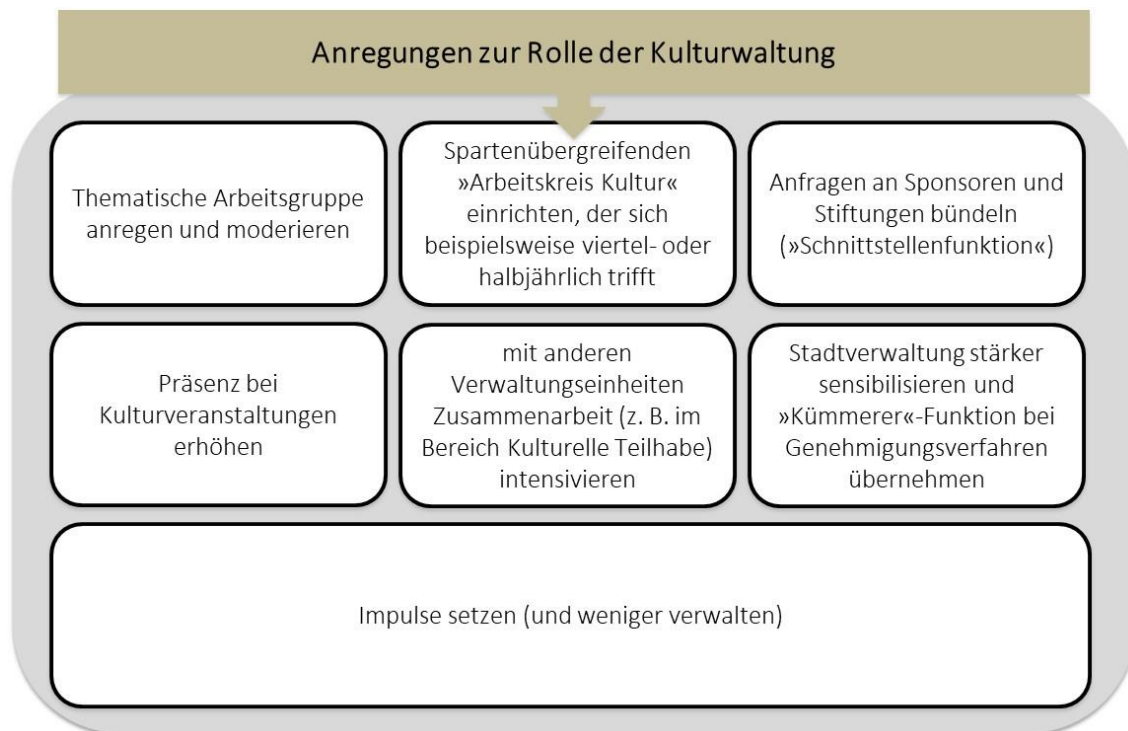 Anregungen zur Rolle der Kulturwaltung
Thematische Arbeitsgruppe
anregen und moderieren
Spartenübergreifenden
»Arbeitskreis Kultur«
einrichten, der sich
beispielsweise viertel- oder
halbjährlich trifft
Anfragen an Sponsoren und
Stiftungen bündeln
(»Schnittstellenfunktion«)
Präsenz bei
Kulturveranstaltungen
erhöhen
mit anderen
Verwaltungseinheiten
Zusammenarbeit (z. B. im
Bereich Kulturelle Teilhabe)
intensivieren
Stadtverwaltung stärker
sensibilisieren und
»Kümmerer«-Funktion bei
Genehmigungsverfahren
übernehmen
Impulse setzen (und weniger verwalten)